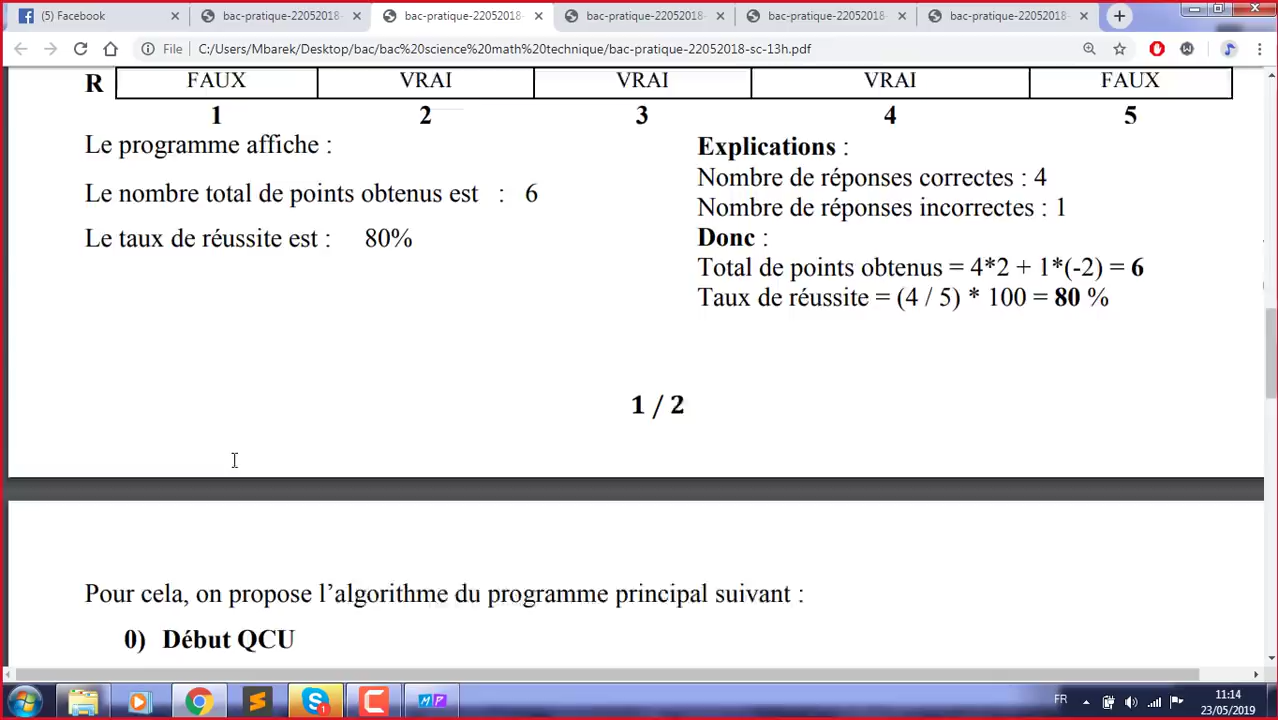 (5) Facebook
bac-pratique-22052018-
bac-pratique-22052018-
bac-pratique-22052018-
bac-pratique-22052018-
bac-pratique-22052018-
File
C:/Users/Mbarek/Desktop/bac/bac%20science%20math%20technique/bac-pratique-22052018-sc-13h.pdf
R FAUX VRAI VRAI VRAI FAUX
1 2 3 4 5
Le programme affiche :
Le nombre total de points obtenus est : 6
Le taux de réussite est : 80%
Explications :
Nombre de réponses correctes : 4
Nombre de réponses incorrectes : 1
Donc :
Total de points obtenus = 4*2 + 1*(-2) = 6
Taux de réussite = (4 / 5) * 100 = 80 %
1 / 2
Pour cela, on propose l’algorithme du programme principal suivant :
0) Début QCU
1
MP
FR
11:14
23/05/2019